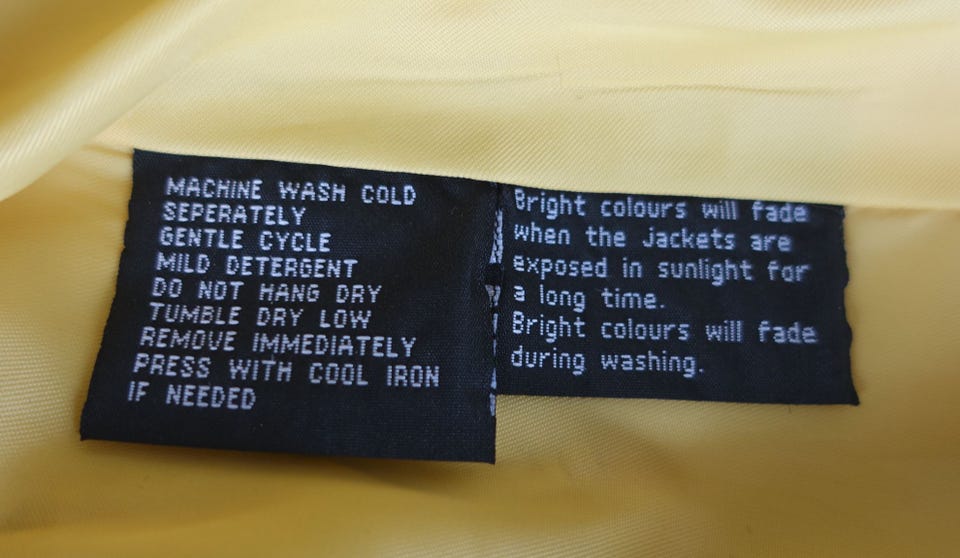 MACHINE WASH COLD
SEPERATELY
GENTLE CYCLE
MILD DETERGENT
DO NOT HANG DRY
TUMBLE DRY LOW
REMOVE IMMEDIATELY
PRESS WITH COOL IRON
IF NEEDED
Bright colours will fade
when the Jackets are
exposed in sunlight for
a long time.
Bright colours will fade
during washing.